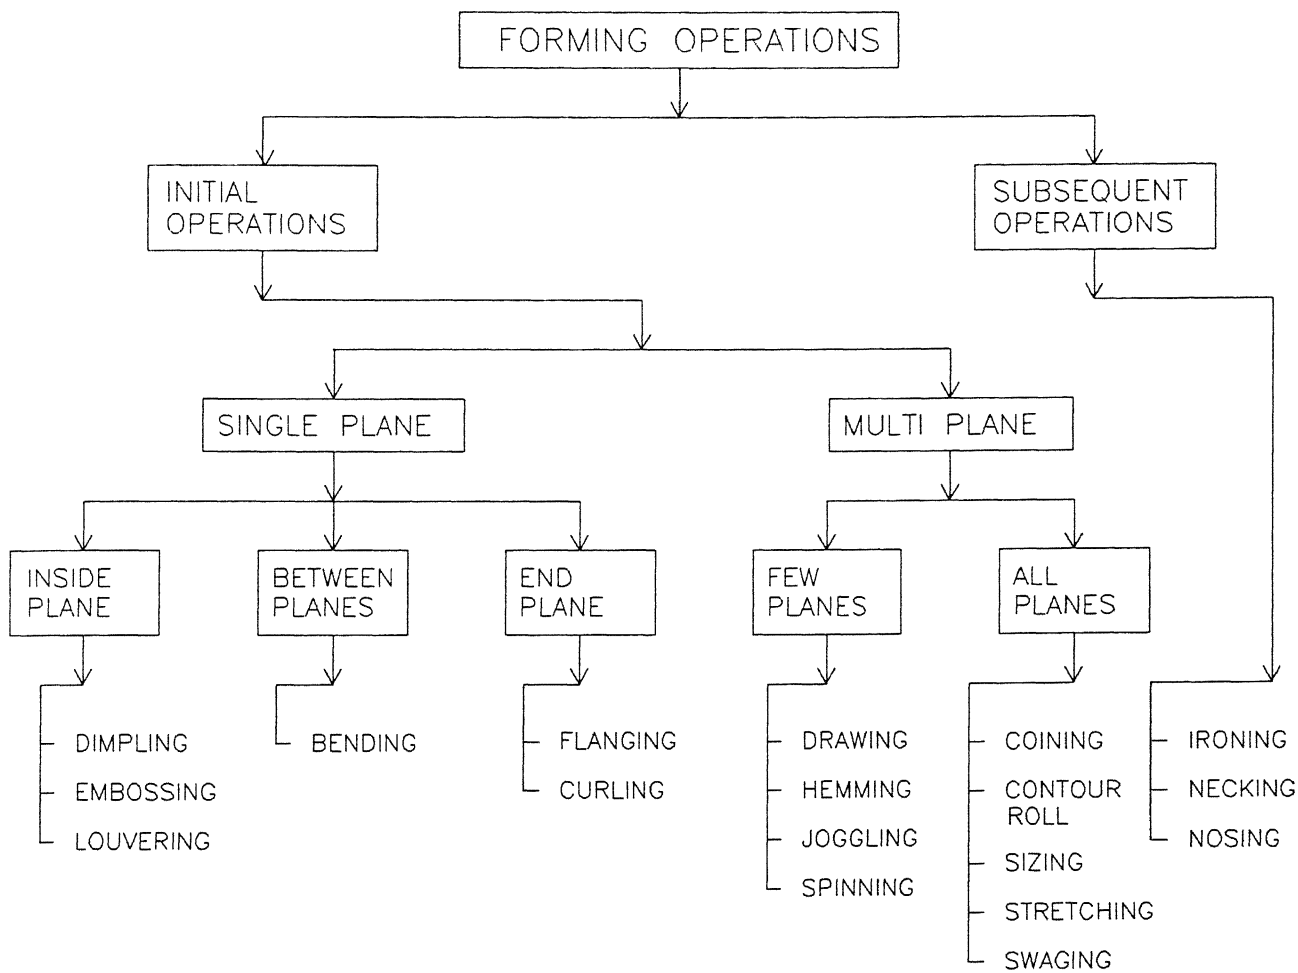 FORMING OPERATIONS
INITIAL
OPERATIONS
SUBSEQUENT
OPERATIONS
SINGLE PLANE
MULTI PLANE
INSIDE
PLANE
BETWEEN
PLANES
END
PLANE
FEW
PLANES
ALL
PLANES
DIMPLING
EMBOSSING
LOUVERING
BENDING
FLANGING
CURLING
DRAWING
HEMMING
JOGGLING
SPINNING
COINING
CONTOUR
ROLL
SIZING
STRETCHING
SWAGING
IRONING
NECKING
NOSING